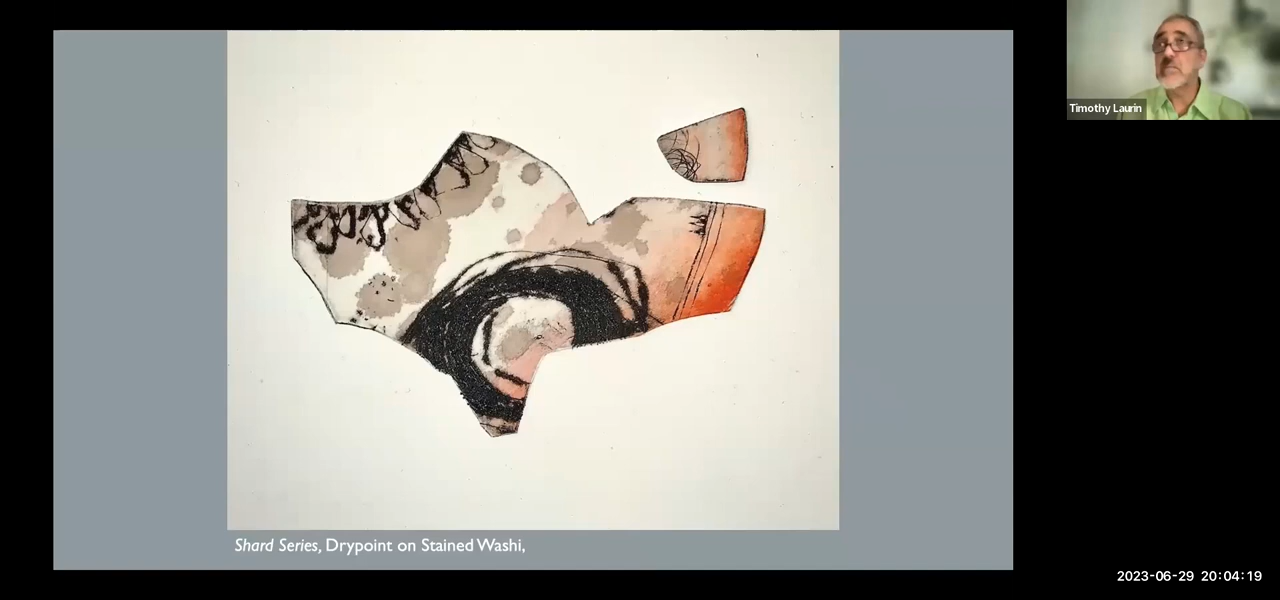 Timothy Laurin
Shard Series, Drypoint on Stained Washi,
2023-06-29 20:04:19